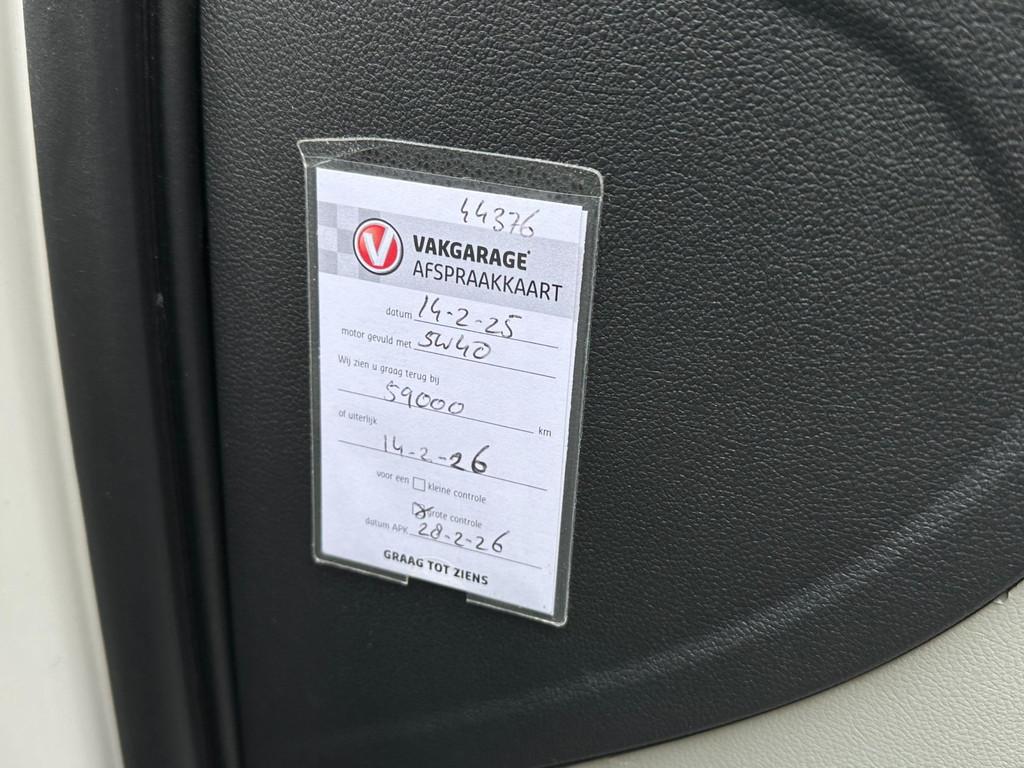 44376
V VAKGARAGE
AFSPRAAKKAART
datum 14-2-25
motor gevuld met 5W40
Wij zien u graag terug bij
59000 km
of uiterlijk
14-2-26
voor een kleine controle
grote controle
datum APK 28-2-26
GRAAG TOT ZIENS